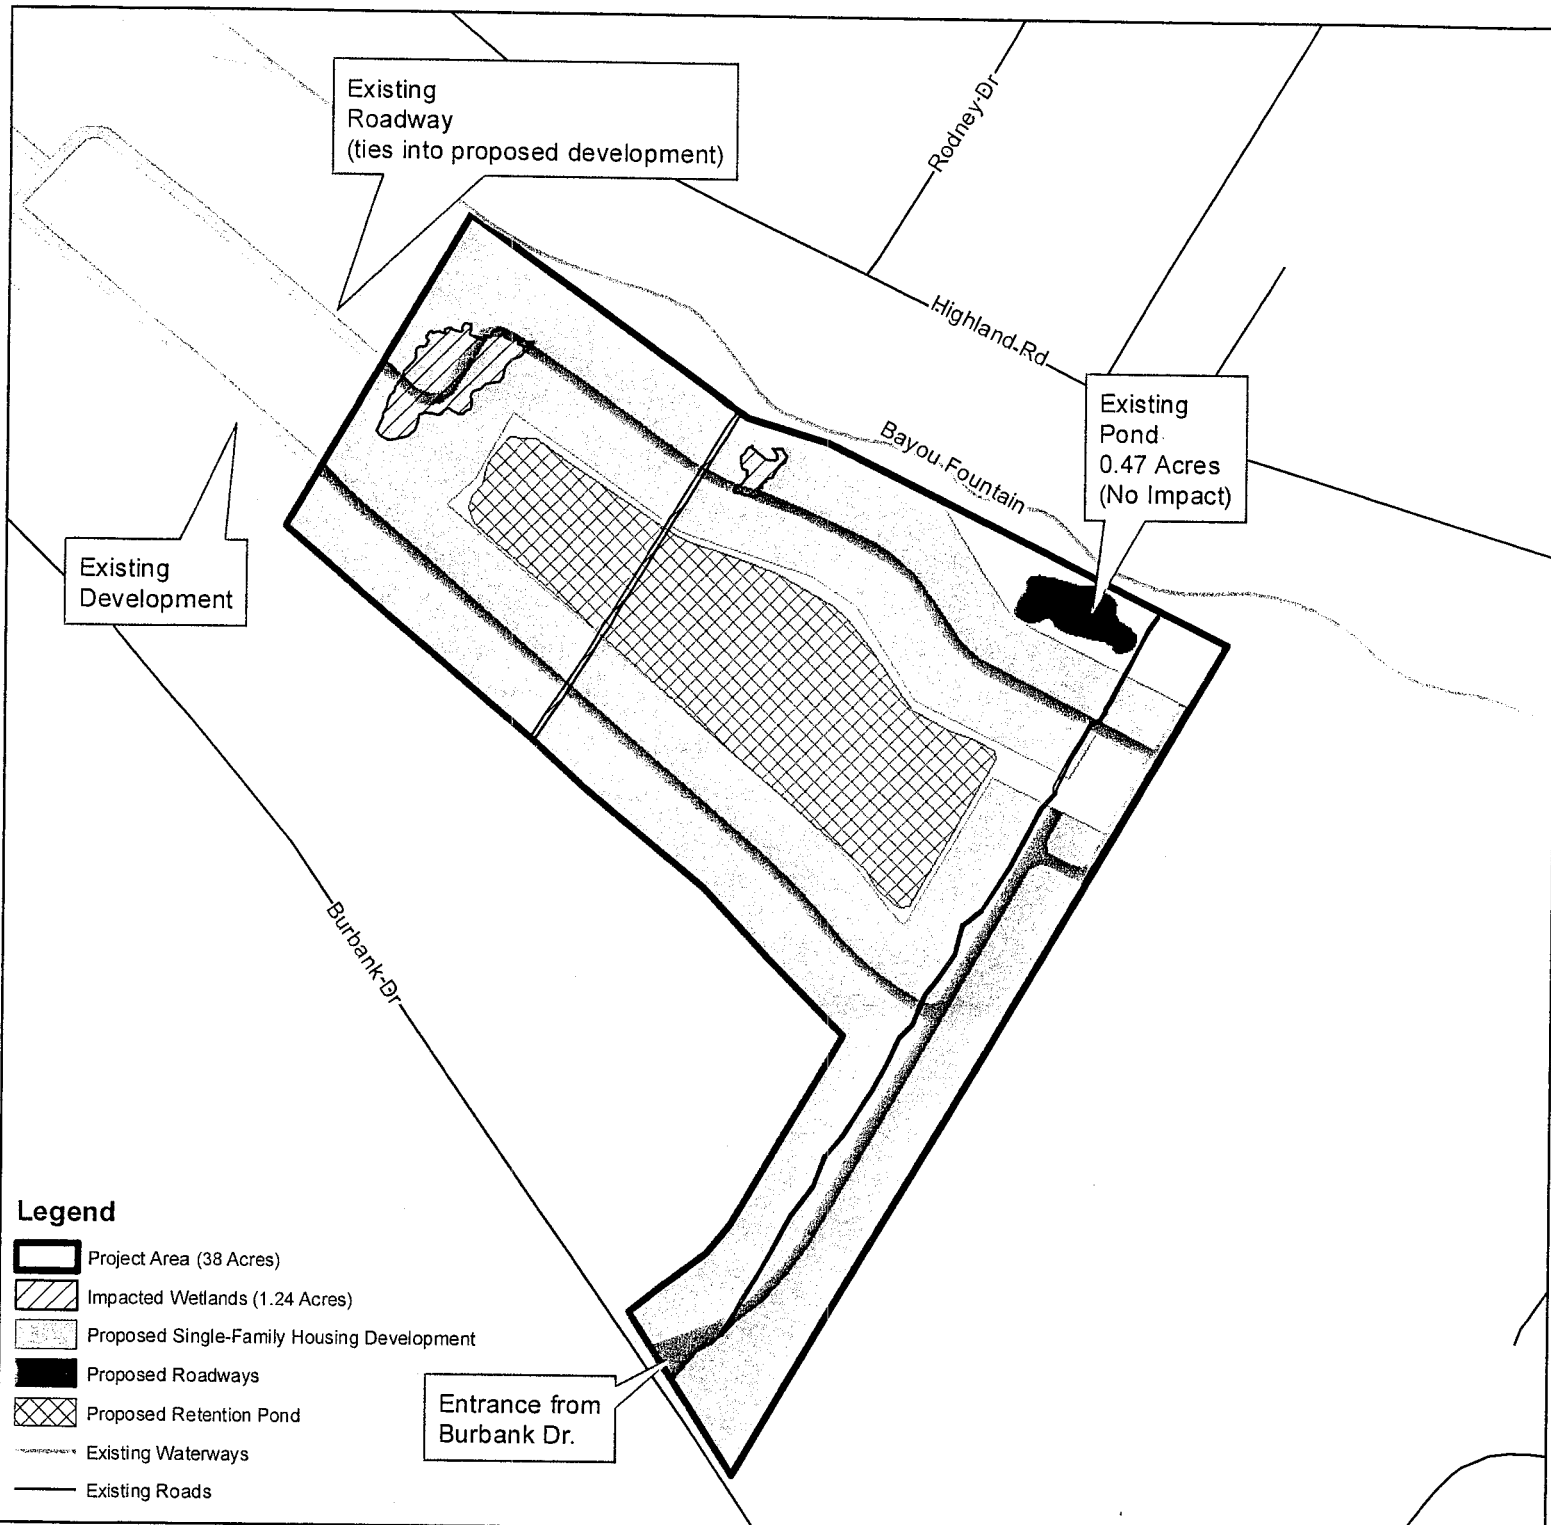 Existing
Roadway
(ties into proposed development)
Rodney Dr
Highland Rd
Existing
Pond
0.47 Acres
(No Impact)
Bayou Fountain
Existing
Development
Burbank Dr
Legend
Project Area (38 Acres)
Impacted Wetlands (1.24 Acres)
Proposed Single-Family Housing Development
Proposed Roadways
Proposed Retention Pond
Existing Waterways
Existing Roads
Entrance from
Burbank Dr.